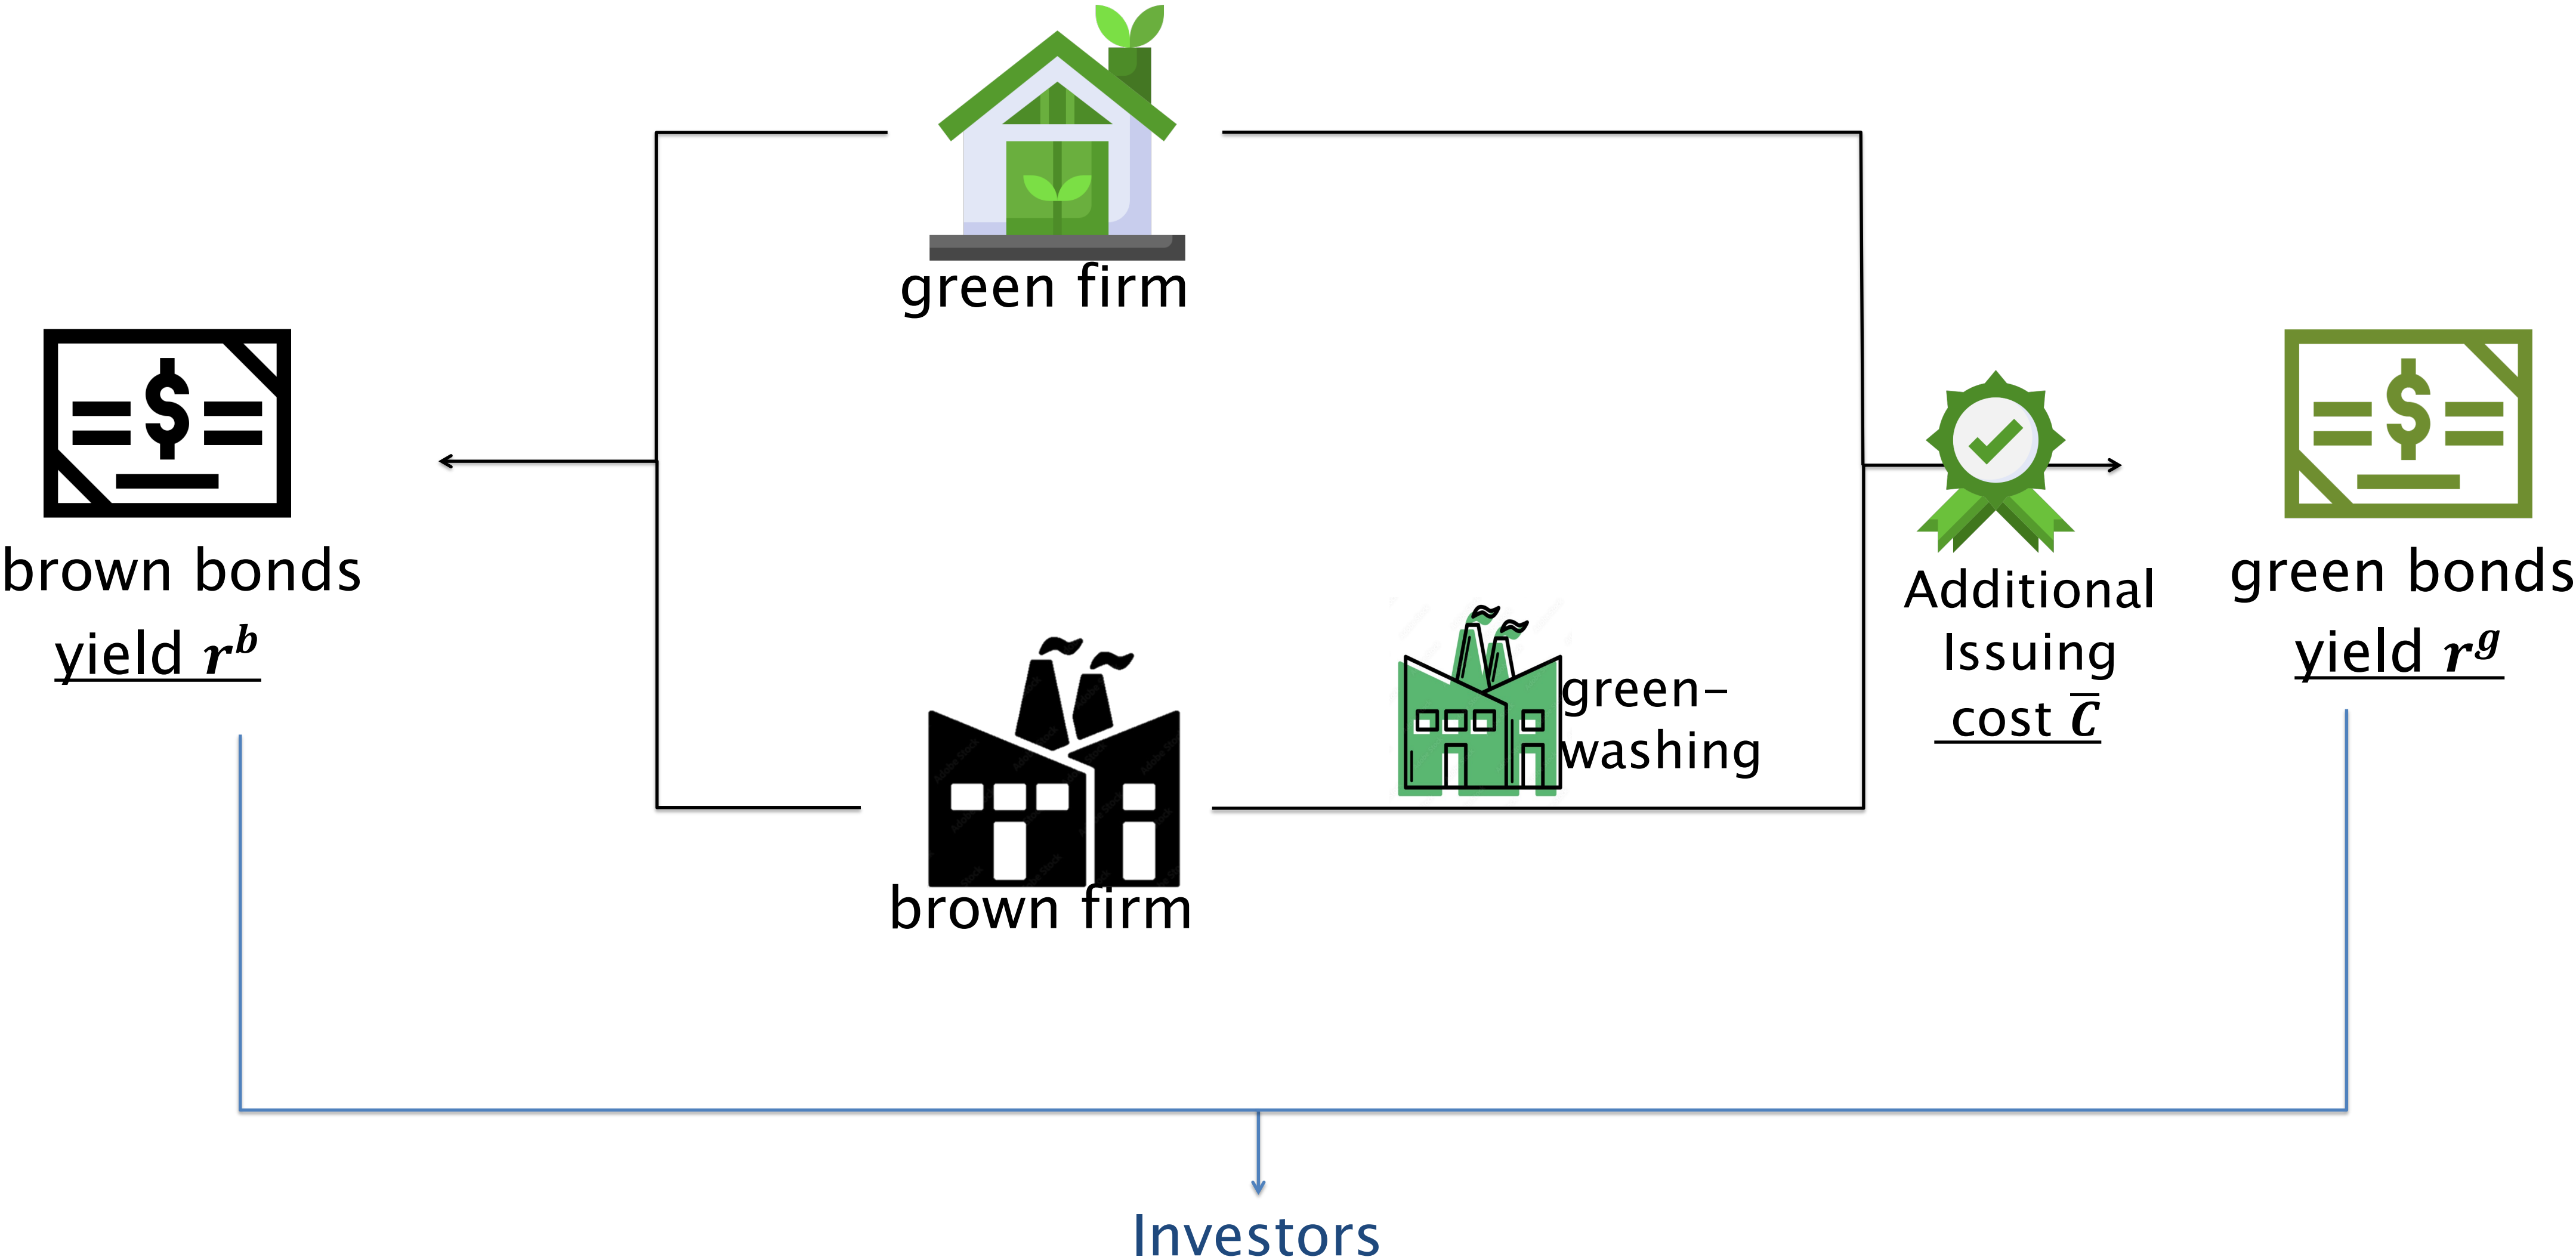 green firm
brown bonds
yield r^b
green-
washing
Additional
Issuing
cost C̅
green bonds
yield r^g
brown firm
Investors